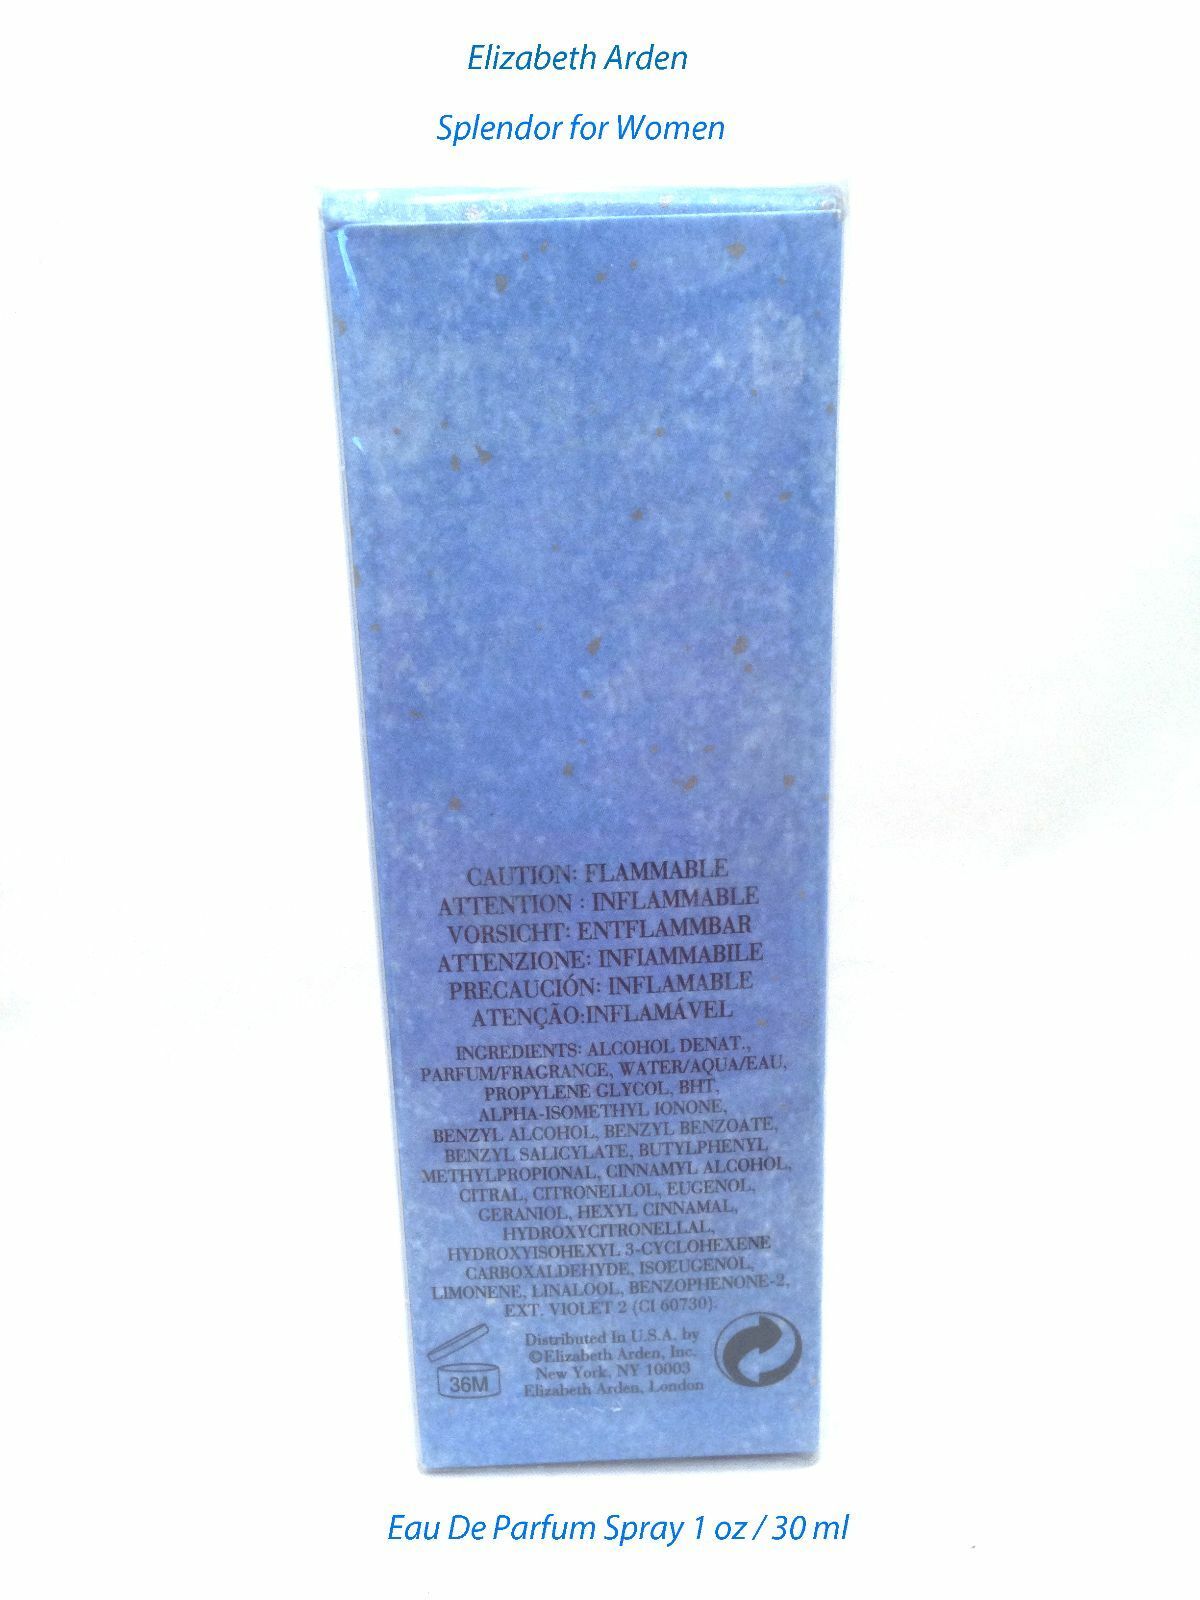 Elizabeth Arden
Splendor for Women
CAUTION: FLAMMABLE
ATTENTION : INFLAMMABLE
VORSICHT: ENTFLAMMBAR
ATTENZIONE: INFIAMMABILE
PRECAUCIÓN: INFLAMABLE
ATENÇÃO:INFLAMÁVEL
INGREDIENTS: ALCOHOL DENAT.,
PARFUM/FRAGRANCE, WATER/AQUA/EAU,
PROPYLENE GLYCOL, BHT,
ALPHA-ISOMETHYL IONONE,
BENZYL ALCOHOL, BENZYL BENZOATE,
BENZYL SALICYLATE, BUTYLPHENYL
METHYLPROPIONAL, CINNAMYL ALCOHOL,
CITRAL, CITRONELLOL, EUGENOL,
GERANIOL, HEXYL CINNAMAL,
HYDROXYCITRONELLAL,
HYDROXYISOHEXYL 3-CYCLOHEXENE
CARBOXALDEHYDE, ISOEUGENOL,
LIMONENE, LINALOOL, BENZOPHENONE-2,
EXT. VIOLET 2 (CI 60730).
Distributed In U.S.A. by
©Elizabeth Arden, Inc.
New York, NY 10003
Elizabeth Arden, London
36M
Eau De Parfum Spray 1 oz / 30 ml